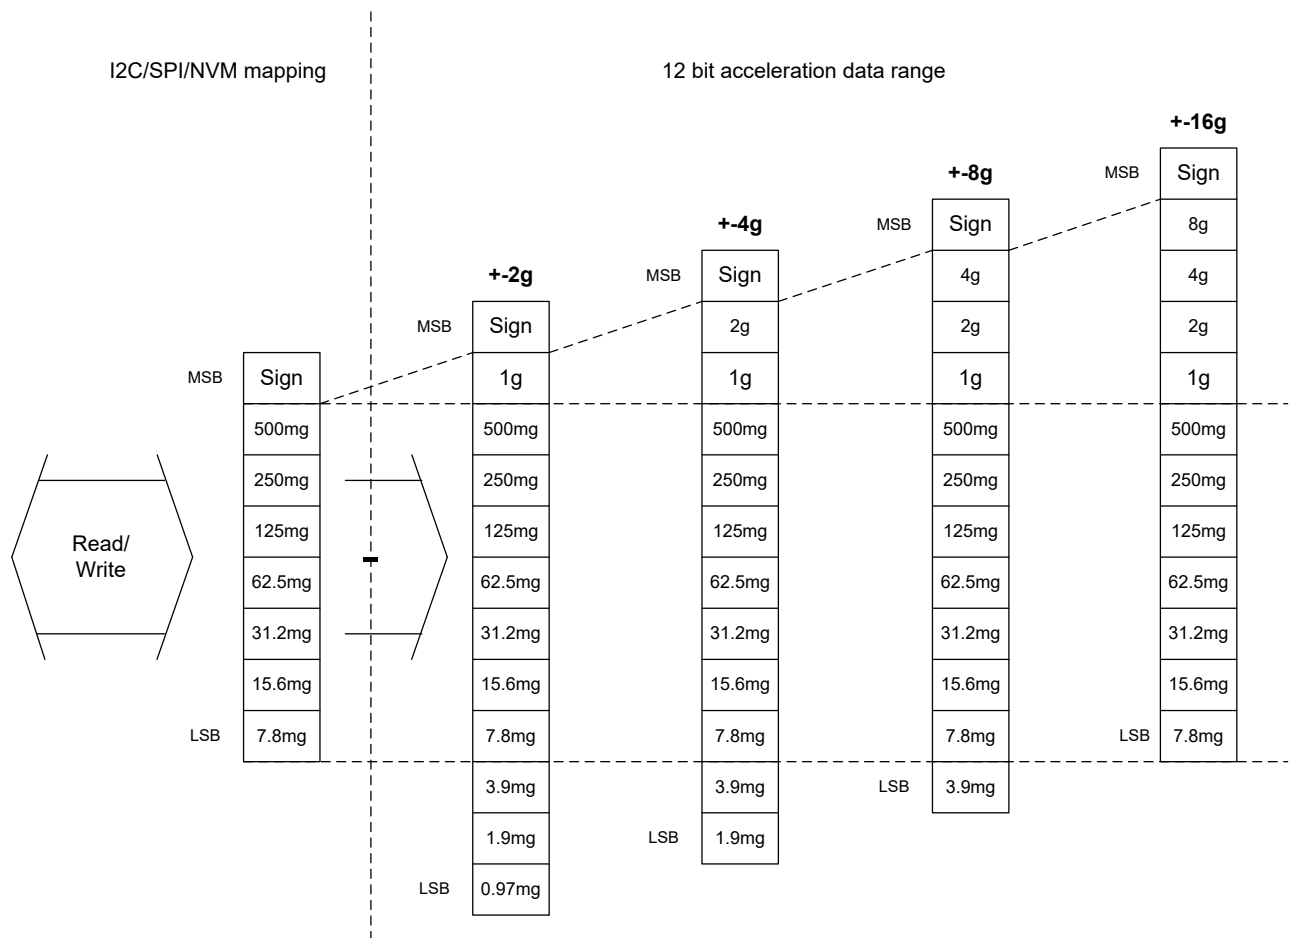 I2C/SPI/NVM mapping
12 bit acceleration data range
MSB
Sign
500mg
250mg
125mg
62.5mg
31.2mg
15.6mg
LSB
7.8mg
Read/
Write
+-2g
MSB
Sign
1g
500mg
250mg
125mg
62.5mg
31.2mg
15.6mg
7.8mg
3.9mg
1.9mg
LSB
0.97mg
+-4g
MSB
Sign
2g
1g
500mg
250mg
125mg
62.5mg
31.2mg
15.6mg
7.8mg
3.9mg
LSB
1.9mg
+-8g
MSB
Sign
4g
2g
1g
500mg
250mg
125mg
62.5mg
31.2mg
15.6mg
7.8mg
LSB
3.9mg
+-16g
MSB
Sign
8g
4g
2g
1g
500mg
250mg
125mg
62.5mg
31.2mg
15.6mg
LSB
7.8mg